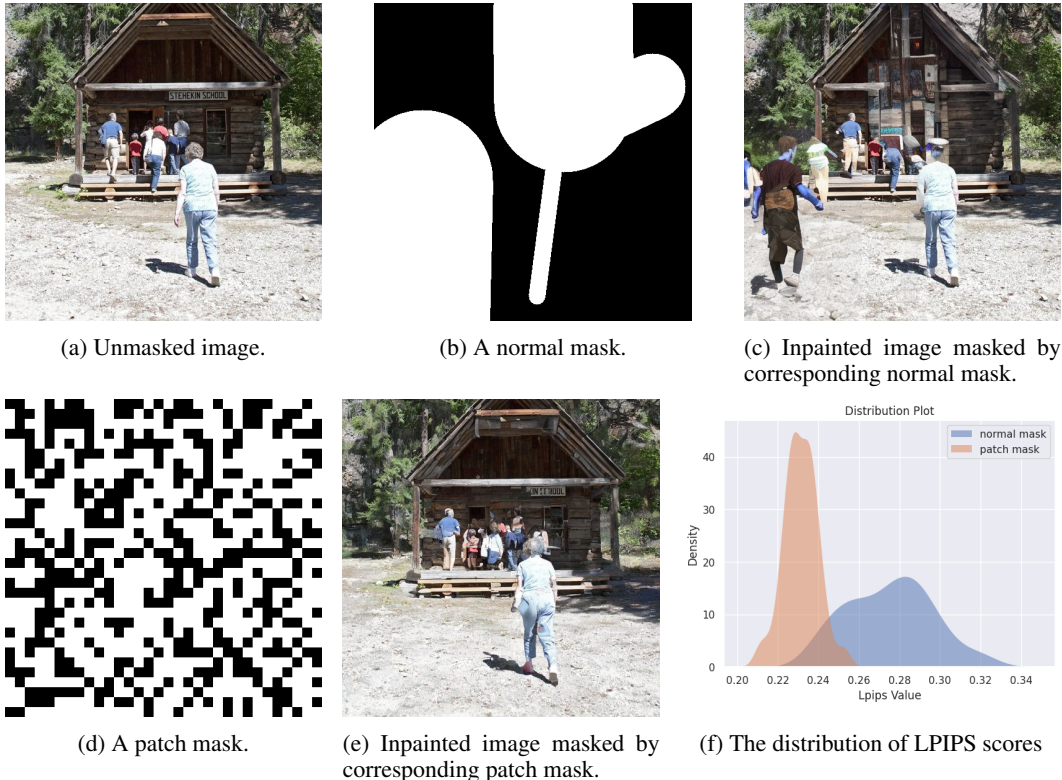 STEHEKIN SCHOOL
(a) Unmasked image.
(b) A normal mask.
(c) Inpainted image masked by
corresponding normal mask.
(d) A patch mask.
(e) Inpainted image masked by
corresponding patch mask.
Distribution Plot
normal mask
patch mask
40
30
20
10
0
Density
0.20 0.22 0.24 0.26 0.28 0.30 0.32 0.34
Lpips Value
(f) The distribution of LPIPS scores